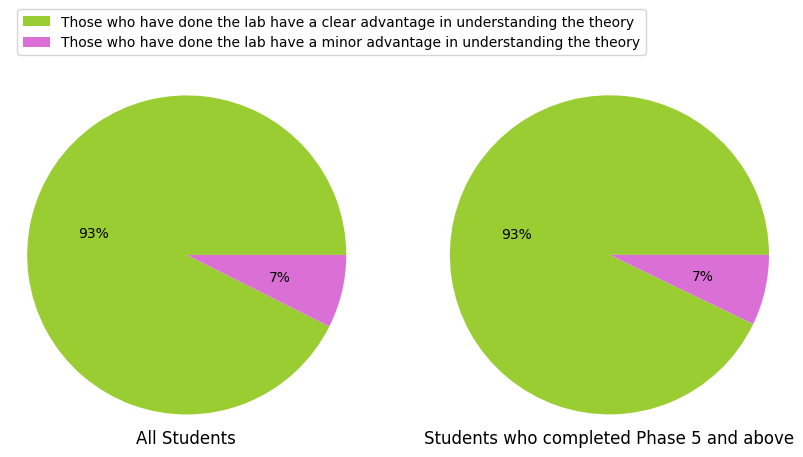 Those who have done the lab have a clear advantage in understanding the theory
Those who have done the lab have a minor advantage in understanding the theory
93%
7%
93%
7%
All Students
Students who completed Phase 5 and above